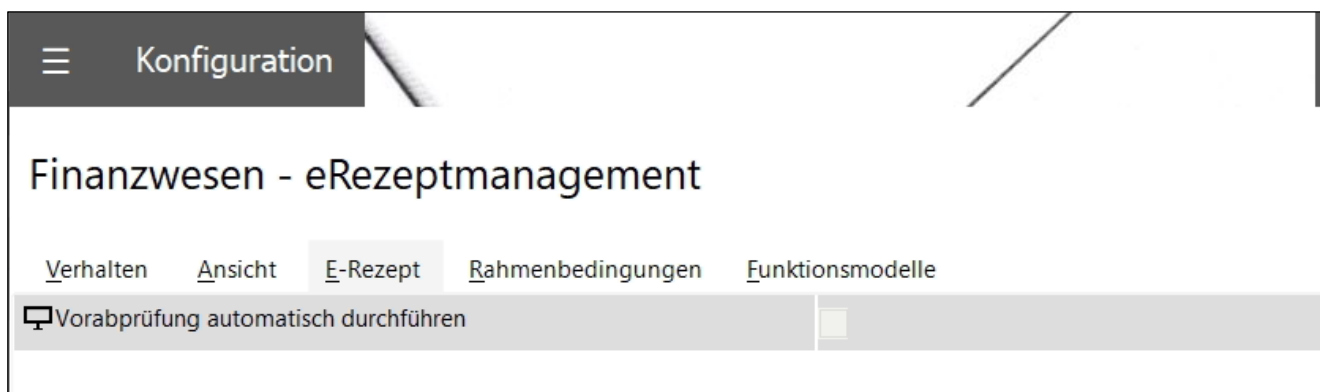 Konfiguration
Finanzwesen - eRezeptmanagement
Verhalten Ansicht E-Rezept Rahmenbedingungen Funktionsmodelle
Vorabprüfung automatisch durchführen